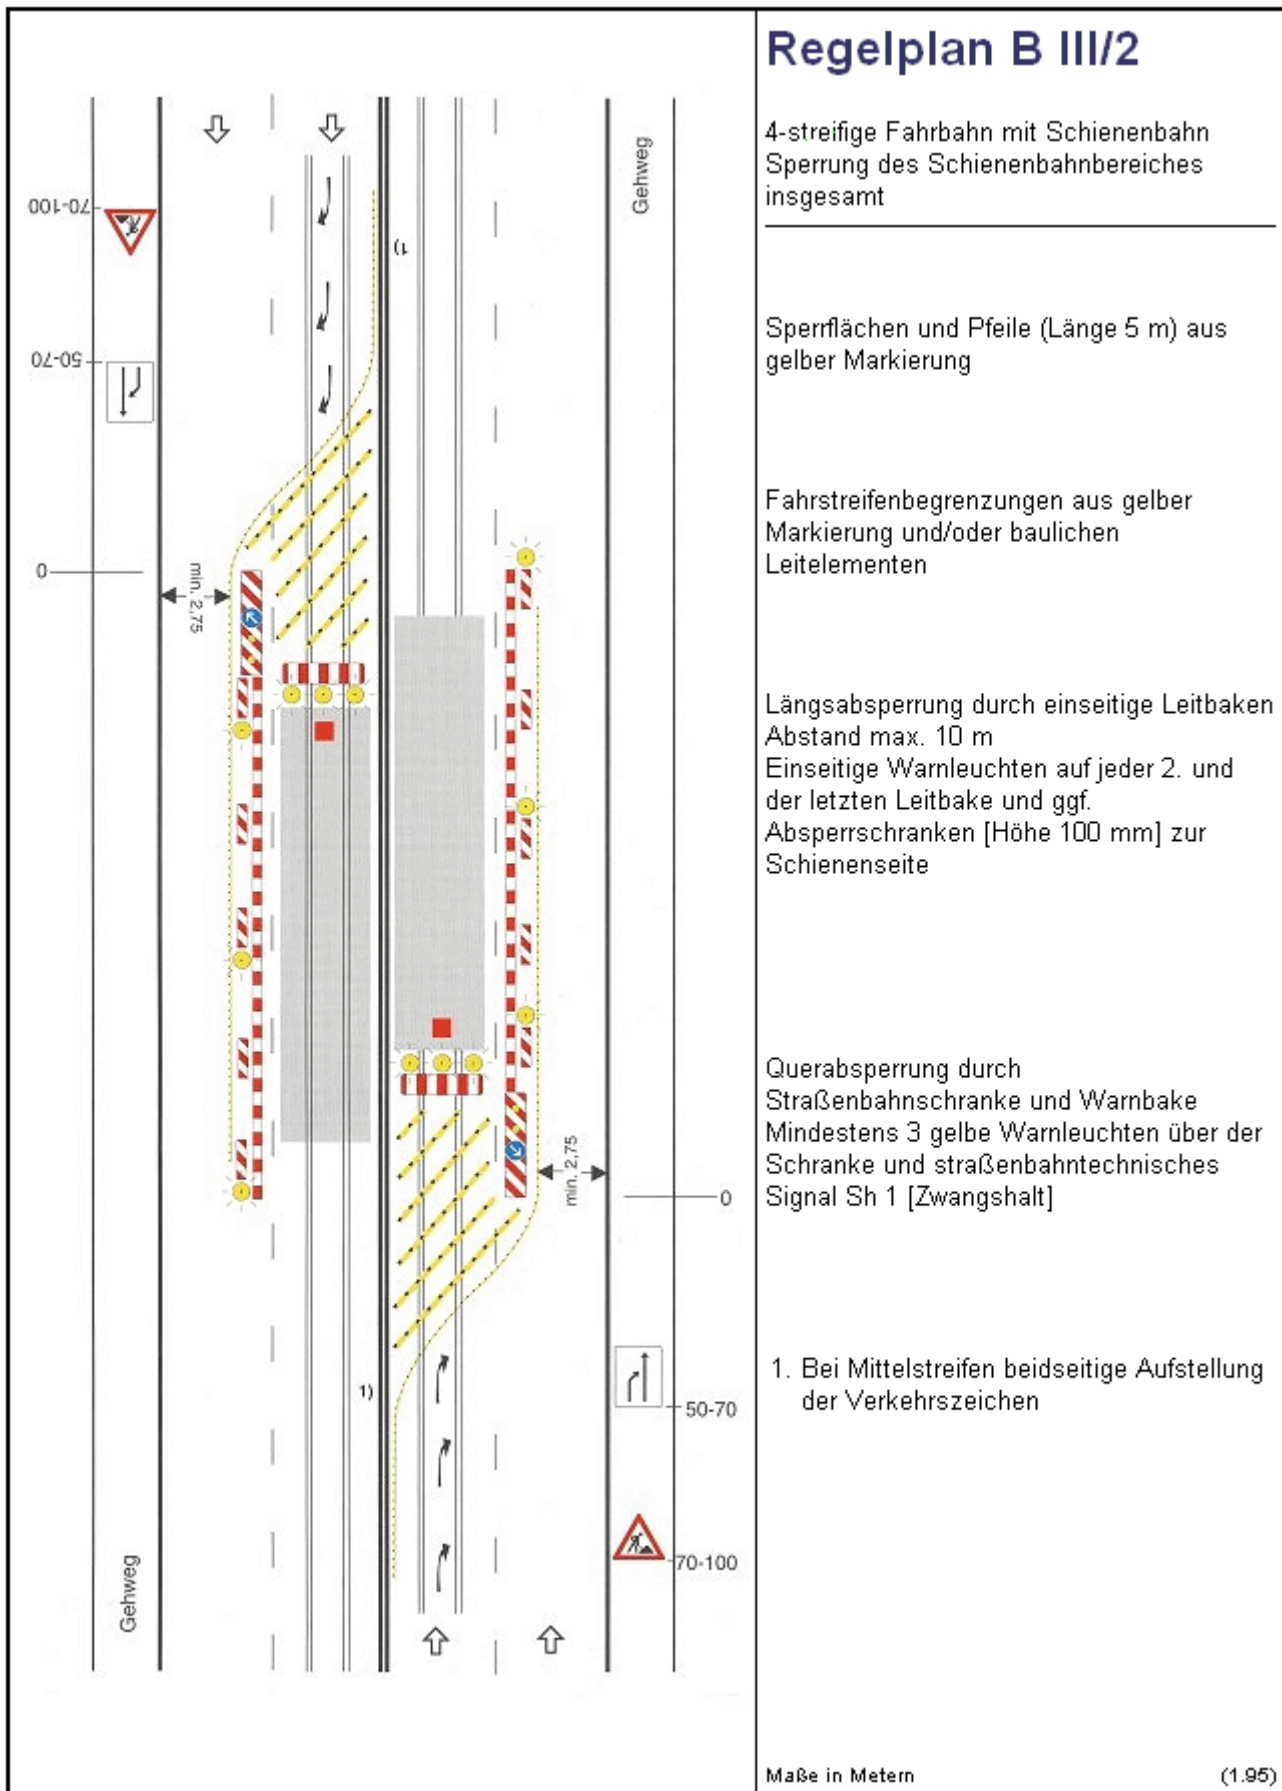 Regelplan B III/2
4-streifige Fahrbahn mit Schienenbahn
Sperrung des Schienenbahnbereiches
insgesamt
Sperrflächen und Pfeile (Länge 5 m) aus
gelber Markierung
Fahrstreifenbegrenzungen aus gelber
Markierung und/oder baulichen
Leitelementen
Längsabsperrung durch einseitige Leitbaken
Abstand max. 10 m
Einseitige Warnleuchten auf jeder 2. und
der letzten Leitbake und ggf.
Absperrschranken [Höhe 100 mm] zur
Schienenseite
Querabsperrung durch
Straßenbahnschranke und Warnbake
Mindestens 3 gelbe Warnleuchten über der
Schranke und straßenbahntechnisches
Signal Sh 1 [Zwangshalt]
1. Bei Mittelstreifen beidseitige Aufstellung
der Verkehrszeichen
Maße in Metern
(1.95)
Gehweg
70-100
1)
50-70
0
min. 2,75
min. 2,75
0
1)
50-70
70-100
Gehweg